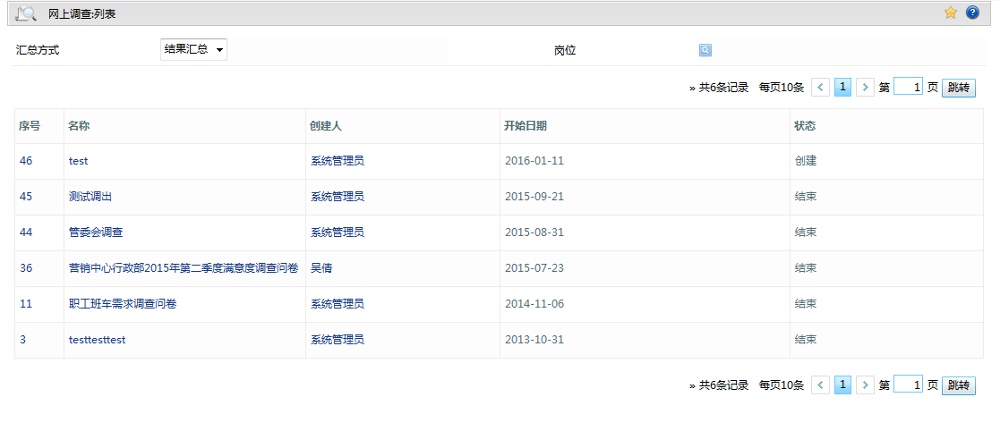 网上调查:列表
汇总方式 结果汇总 岗位
» 共6条记录 每页10条 1 第 1 页 跳转
序号 名称 创建人 开始日期 状态
46 test 系统管理员 2016-01-11 创建
45 测试调出 系统管理员 2015-09-21 结束
44 管委会调查 系统管理员 2015-08-31 结束
36 营销中心行政部2015年第二季度满意度调查问卷 吴倩 2015-07-23 结束
11 职工班车需求调查问卷 系统管理员 2014-11-06 结束
3 testtesttest 系统管理员 2013-10-31 结束
» 共6条记录 每页10条 1 第 1 页 跳转